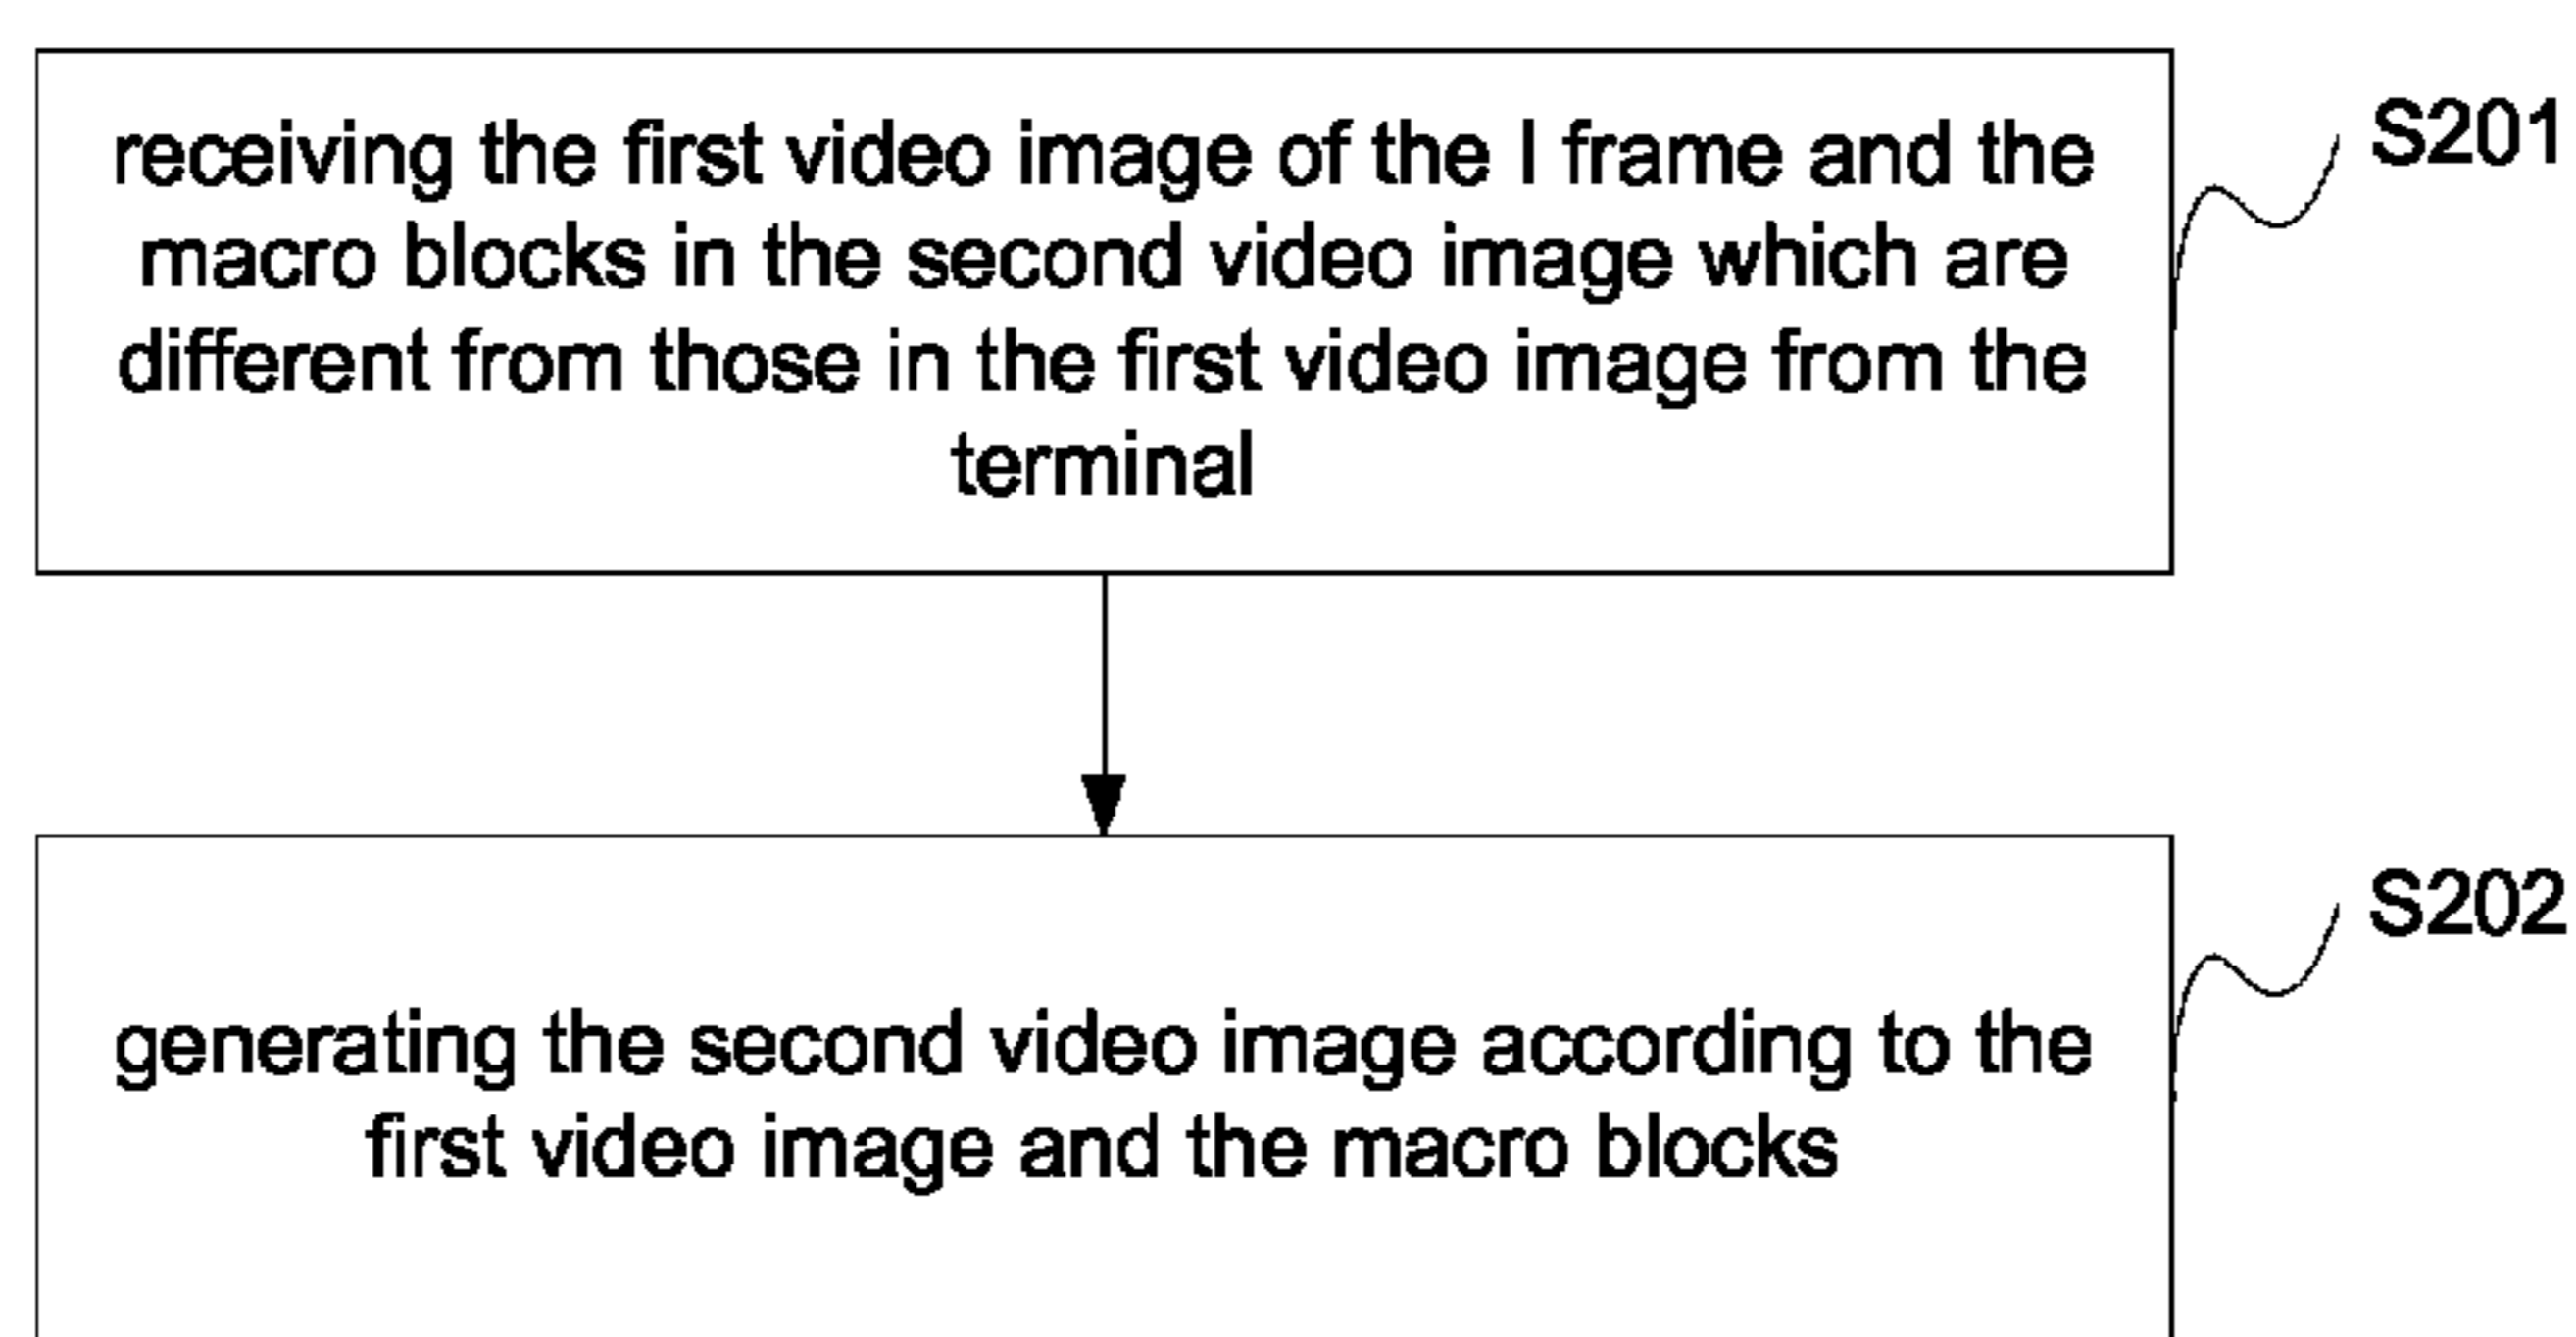 receiving the first video image of the I frame and the
macro blocks in the second video image which are
different from those in the first video image from the
terminal
S201
generating the second video image according to the
first video image and the macro blocks
S202